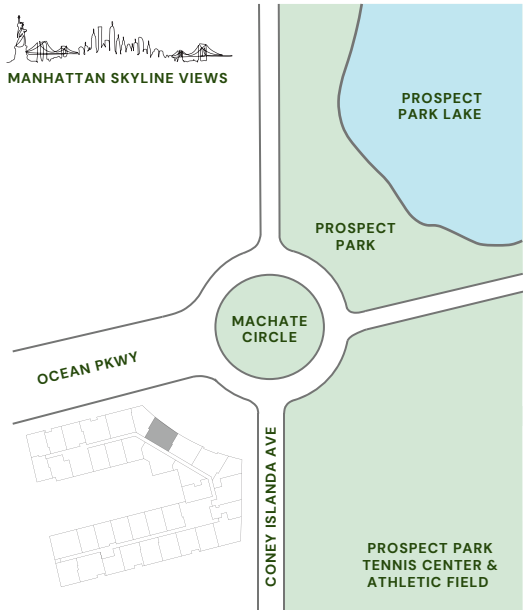 MANHATTAN SKYLINE VIEWS
PROSPECT
PARK LAKE
PROSPECT
PARK
MACHATE
CIRCLE
OCEAN PKWY
CONEY ISLANDA AVE
PROSPECT PARK
TENNIS CENTER &
ATHLETIC FIELD